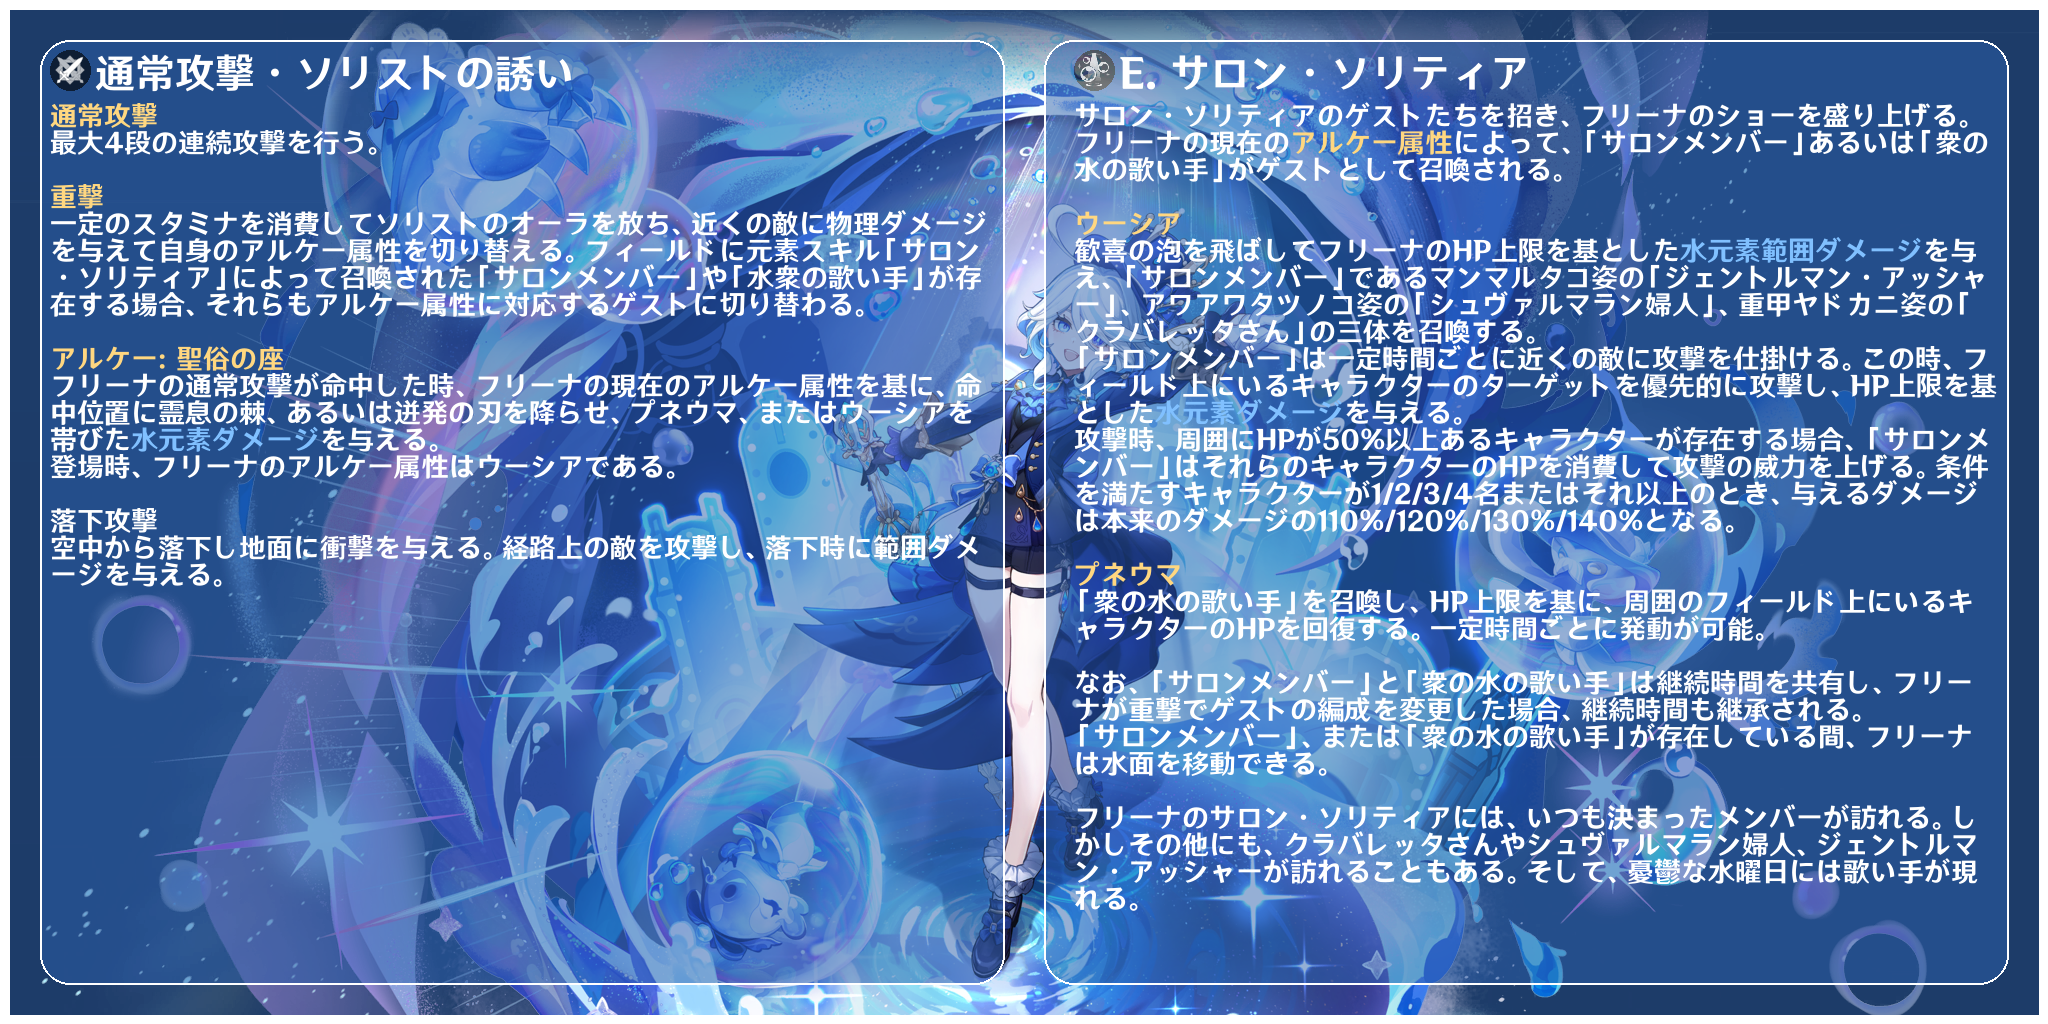 通常攻撃・ソリストの誘い
通常攻撃
最大4段の連続攻撃を行う。
重撃
一定のスタミナを消費してソリストのオーラを放ち、近くの敵に物理ダメージ
を与えて自身のアルケー属性を切り替える。フィールドに元素スキル「サロン
・ソリティア」によって召喚された「サロンメンバー」や「水衆の歌い手」が存
在する場合、それらもアルケー属性に対応するゲストに切り替わる。
アルケー: 聖俗の座
フリーナの通常攻撃が命中した時、フリーナの現在のアルケー属性を基に、命
中位置に霊息の棘、あるいは迸発の刃を降らせ、プネウマ、またはウーシアを
帯びた水元素ダメージを与える。
登場時、フリーナのアルケー属性はウーシアである。
落下攻撃
空中から落下し地面に衝撃を与える。経路上の敵を攻撃し、落下時に範囲ダメ
ージを与える。
E. サロン・ソリティア
サロン・ソリティアのゲストたちを招き、フリーナのショーを盛り上げる。
フリーナの現在のアルケー属性によって、「サロンメンバー」あるいは「衆の
水の歌い手」がゲストとして召喚される。
ウーシア
歓喜の泡を飛ばしてフリーナのHP上限を基とした水元素範囲ダメージを与
え、「サロンメンバー」であるマンマルタコ姿の「ジェントルマン・アッシャ
ー」、アワアワタツノコ姿の「シュヴァルマラン婦人」、重甲ヤドカニ姿の「
クラバレッタさん」の三体を召喚する。
「サロンメンバー」は一定時間ごとに近くの敵に攻撃を仕掛ける。この時、フ
ィールド上にいるキャラクターのターゲットを優先的に攻撃し、HP上限を基
とした水元素ダメージを与える。
攻撃時、周囲にHPが50%以上あるキャラクターが存在する場合、「サロンメ
ンバー」はそれらのキャラクターのHPを消費して攻撃の威力を上げる。条件
を満たすキャラクターが1/2/3/4名またはそれ以上のとき、与えるダメージ
は本来のダメージの110%/120%/130%/140%となる。
プネウマ
「衆の水の歌い手」を召喚し、HP上限を基に、周囲のフィールド上にいるキ
ャラクターのHPを回復する。一定時間ごとに発動が可能。
なお、「サロンメンバー」と「衆の水の歌い手」は継続時間を共有し、フリー
ナが重撃でゲストの編成を変更した場合、継続時間も継承される。
「サロンメンバー」、または「衆の水の歌い手」が存在している間、フリーナ
は水面を移動できる。
フリーナのサロン・ソリティアには、いつも決まったメンバーが訪れる。し
かしその他にも、クラバレッタさんやシュヴァルマラン婦人、ジェントルマ
ン・アッシャーが訪れることもある。そして、憂鬱な水曜日には歌い手が現
れる。